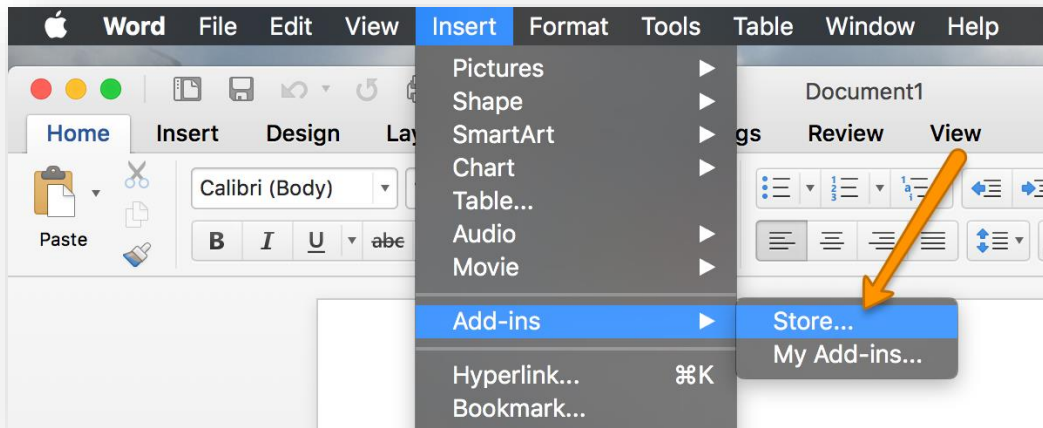 Word File Edit View Insert Format Tools Table Window Help
Document1
Home Insert Design gs Review View
Pictures
Shape
SmartArt
Chart
Table...
Audio
Movie
Add-ins
Hyperlink... ⌘K
Bookmark...
Store...
My Add-ins...
Calibri (Body)
Paste
B I U abc